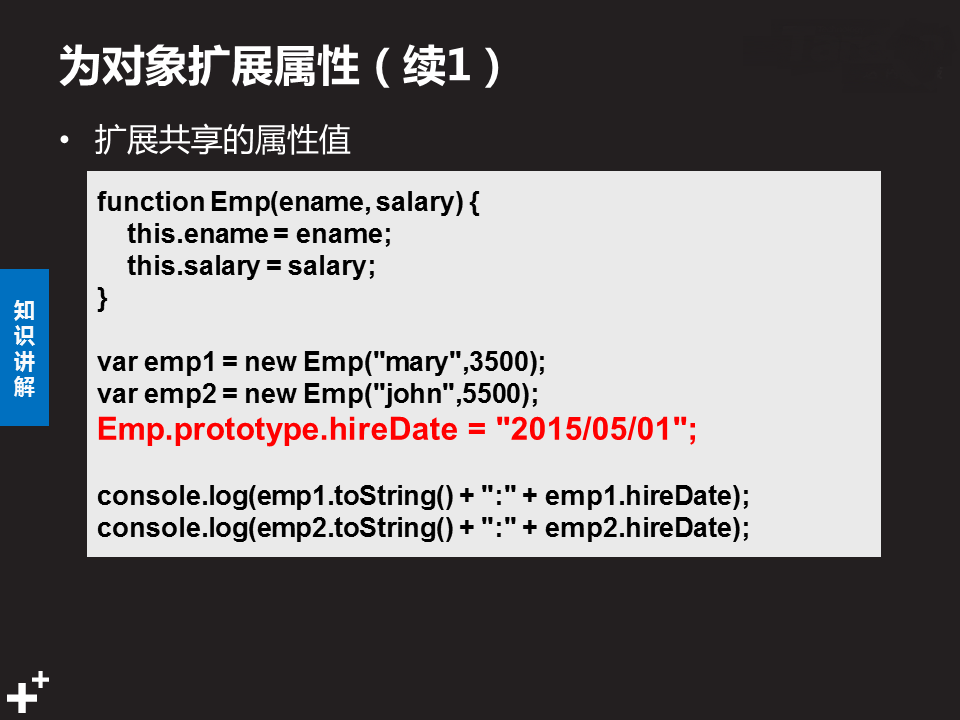 为对象扩展属性（续1）
• 扩展共享的属性值
function Emp(ename, salary) {
    this.ename = ename;
    this.salary = salary;
}
var emp1 = new Emp("mary",3500);
var emp2 = new Emp("john",5500);
Emp.prototype.hireDate = "2015/05/01";
console.log(emp1.toString() + ":" + emp1.hireDate);
console.log(emp2.toString() + ":" + emp2.hireDate);
知识讲解